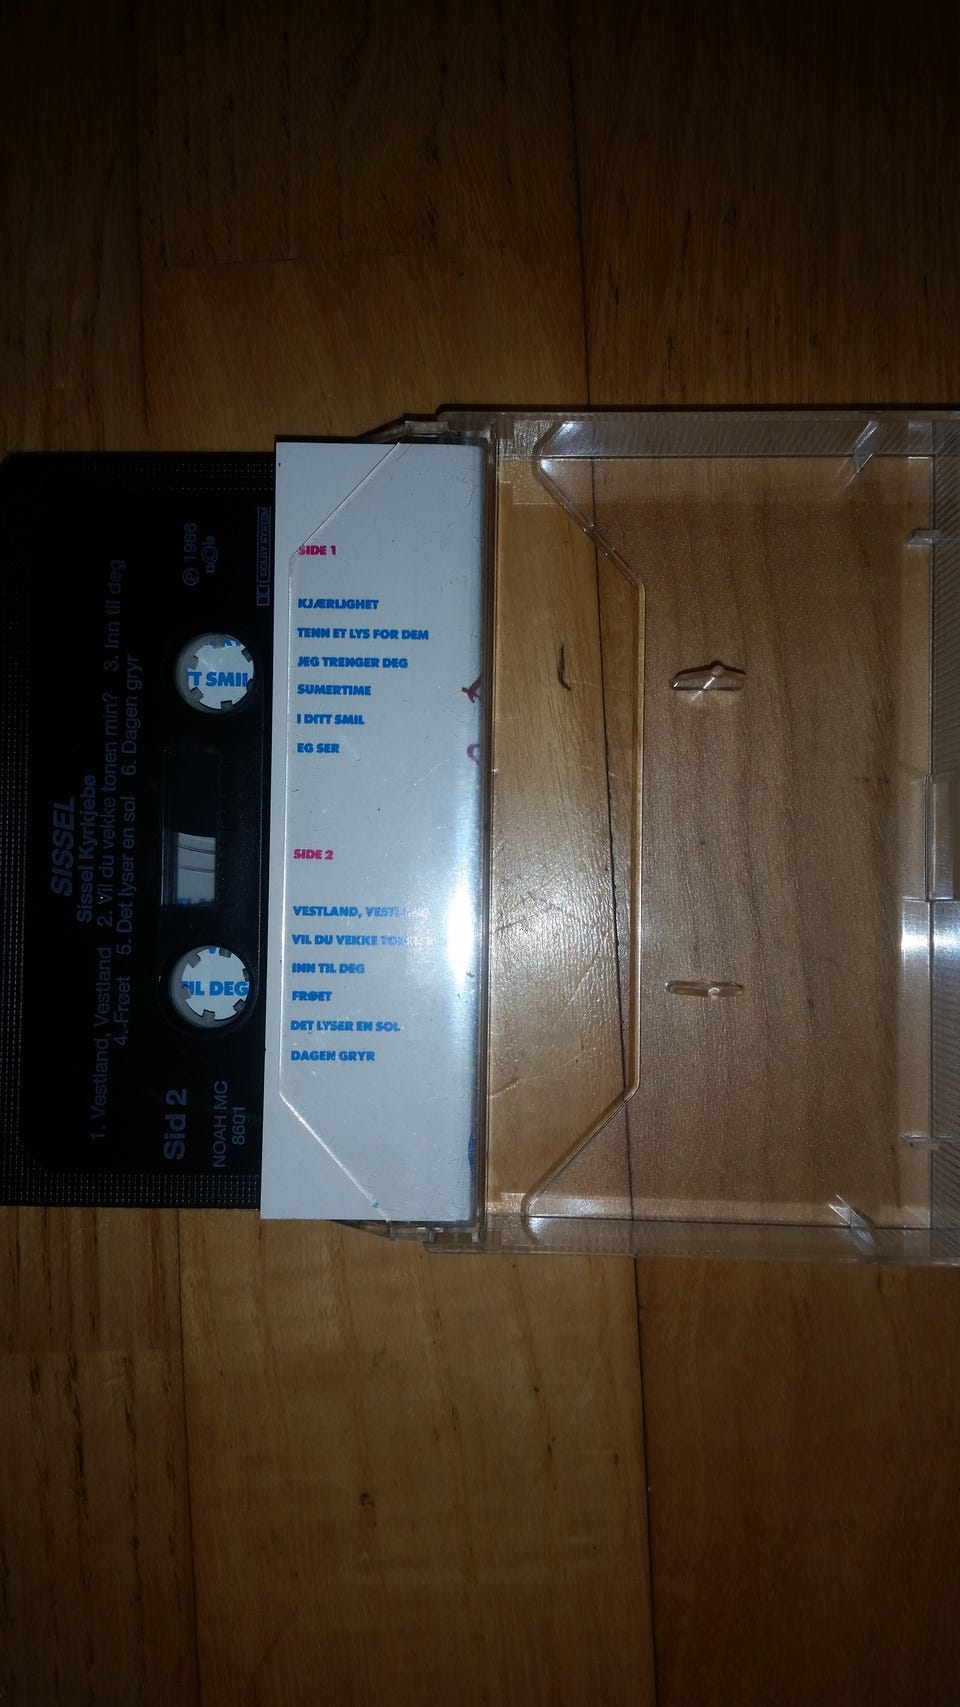 SISSEL
Sissel Kyrkjebø
1. Vestland, Vestland 2. Vil du vekke tonen min? 3. Inn til deg
4. Frøet 5. Det lyser en sol 6. Dagen gryr
Sid 2
NOAH MC
8601
℗ 1986
n©b
DOLBY SYSTEM
T SMIL
IL DEG
SIDE 1
KJÆRLIGHET
TENN ET LYS FOR DEM
JEG TRENGER DEG
SUMERTIME
I DITT SMIL
EG SER
SIDE 2
VESTLAND, VEST
VIL DU VEKKE TO
INN TIL DEG
FRØET
DET LYSER EN SOL
DAGEN GRYR